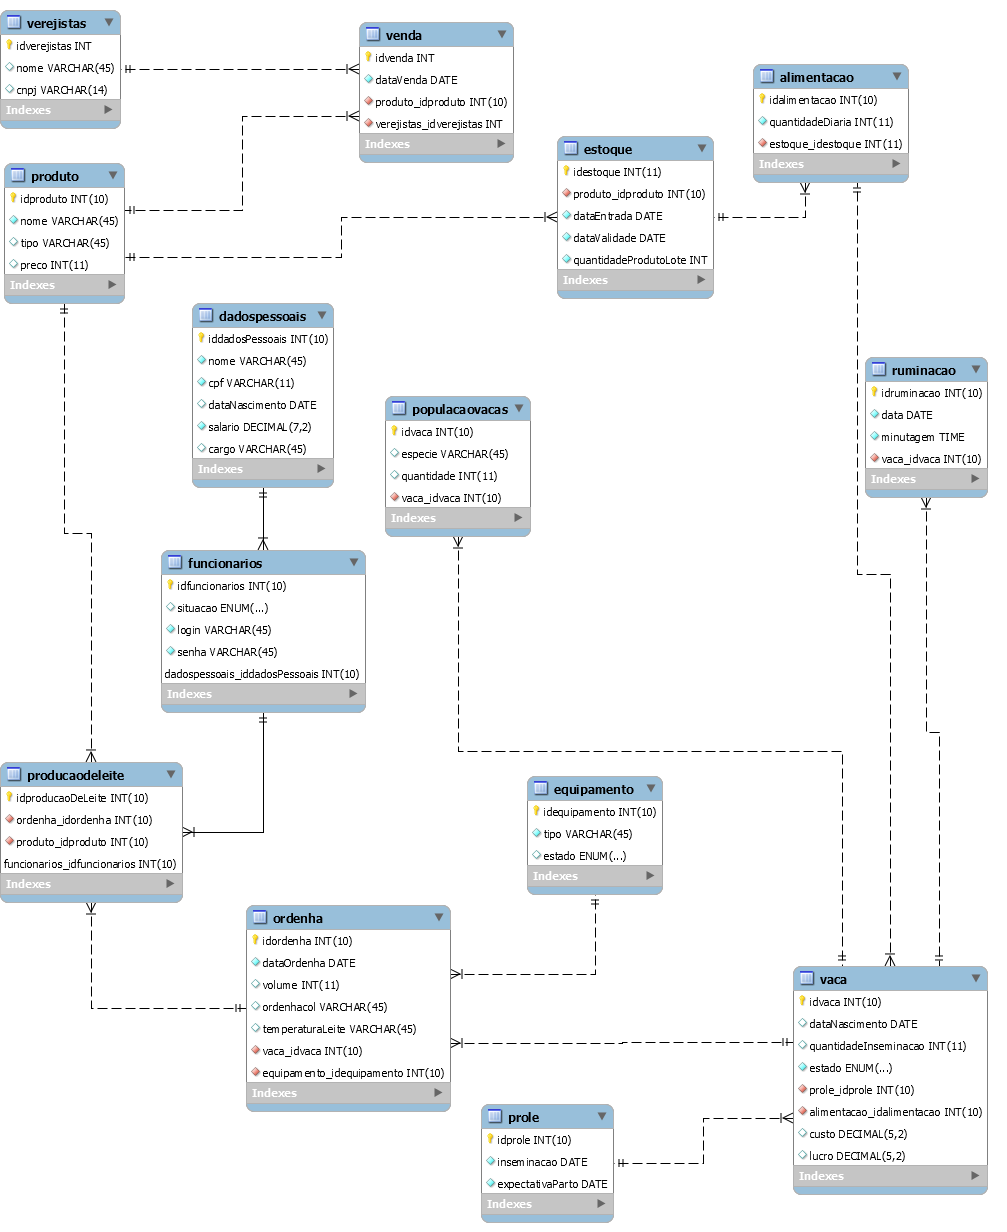 verejistas
idverejistas INT
nome VARCHAR(45)
cnpj VARCHAR(14)
Indexes
venda
idvenda INT
dataVenda DATE
produto_idproduto INT(10)
verejistas_idverejistas INT
Indexes
alimentacao
idalimentacao INT(10)
quantidadeDiaria INT(11)
estoque_idestoque INT(11)
Indexes
produto
idproduto INT(10)
nome VARCHAR(45)
tipo VARCHAR(45)
preco INT(11)
Indexes
estoque
idestoque INT(11)
produto_idproduto INT(10)
dataEntrada DATE
dataValidade DATE
quantidadeProdutoLote INT
Indexes
dadospessoais
iddadosPessoais INT(10)
nome VARCHAR(45)
cpf VARCHAR(11)
dataNascimento DATE
salario DECIMAL(7,2)
cargo VARCHAR(45)
Indexes
populacaovacas
idvaca INT(10)
especie VARCHAR(45)
quantidade INT(11)
vaca_idvaca INT(10)
Indexes
ruminacao
idruminacao INT(10)
data DATE
minutagem TIME
vaca_idvaca INT(10)
Indexes
funcionarios
idfuncionarios INT(10)
situacao ENUM(...)
login VARCHAR(45)
senha VARCHAR(45)
dadospessoais_iddadosPessoais INT(10)
Indexes
producaodeleite
idproducaoDeLeite INT(10)
ordenha_idordenha INT(10)
produto_idproduto INT(10)
funcionarios_idfuncionarios INT(10)
Indexes
equipamento
idequipamento INT(10)
tipo VARCHAR(45)
estado ENUM(...)
Indexes
ordenha
idordenha INT(10)
dataOrdenha DATE
volume INT(11)
ordenhacol VARCHAR(45)
temperaturaLeite VARCHAR(45)
vaca_idvaca INT(10)
equipamento_idequipamento INT(10)
Indexes
vaca
idvaca INT(10)
dataNascimento DATE
quantidadeInseminacao INT(11)
estado ENUM(...)
prole_idprole INT(10)
alimentacao_idalimentacao INT(10)
custo DECIMAL(5,2)
lucro DECIMAL(5,2)
Indexes
prole
idprole INT(10)
inseminacao DATE
expectativaParto DATE
Indexes